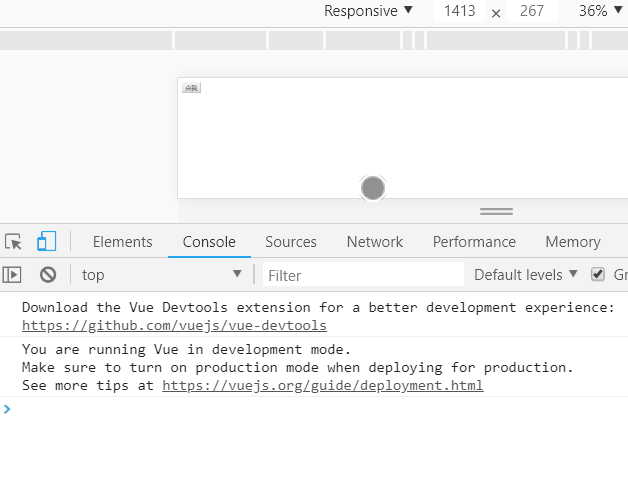 Responsive ▼ 1413 × 267 36% ▼
点我
Elements Console Sources Network Performance Memory
top ▼ Filter Default levels ▼ Gr
Download the Vue Devtools extension for a better development experience:
https://github.com/vuejs/vue-devtools
You are running Vue in development mode.
Make sure to turn on production mode when deploying for production.
See more tips at https://vuejs.org/guide/deployment.html